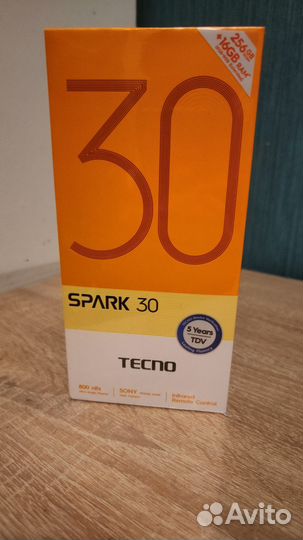 256GB
+16GB RAM*
30
SPARK 30
5 Years
TDV
TECNO
800 nits
SONY
Infrared
Remote Control
Avito